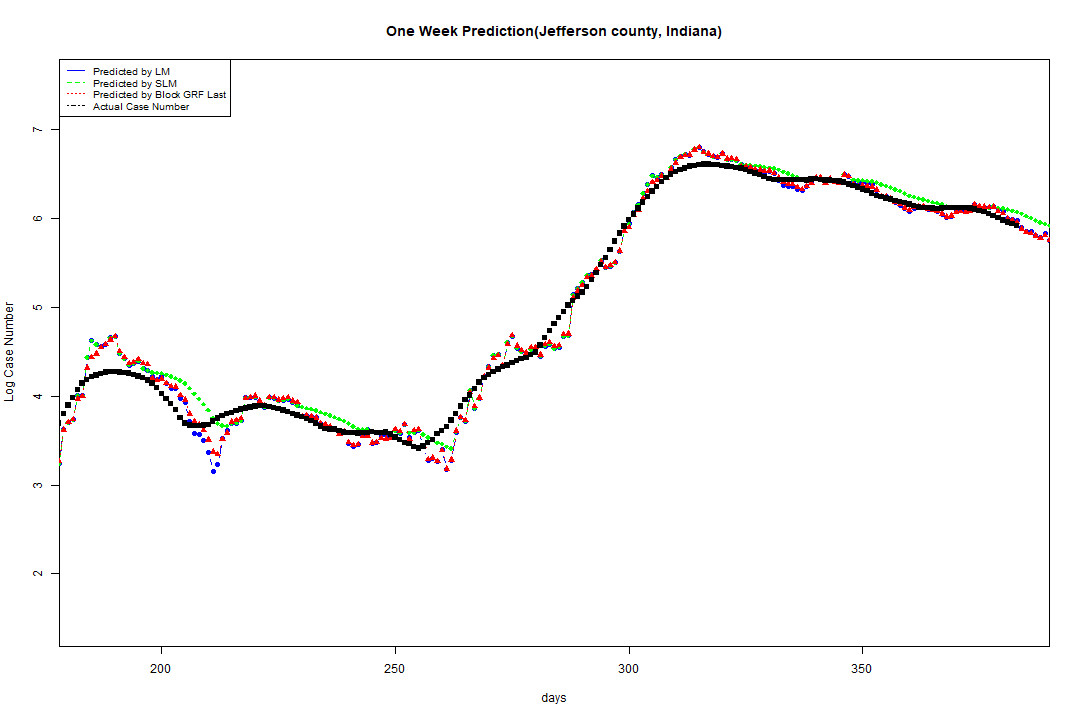 One Week Prediction(Jefferson county, Indiana)
Predicted by LM
Predicted by SLM
Predicted by Block GRF Last
Actual Case Number
7
6
5
4
3
2
Log Case Number
200
250
300
350
days